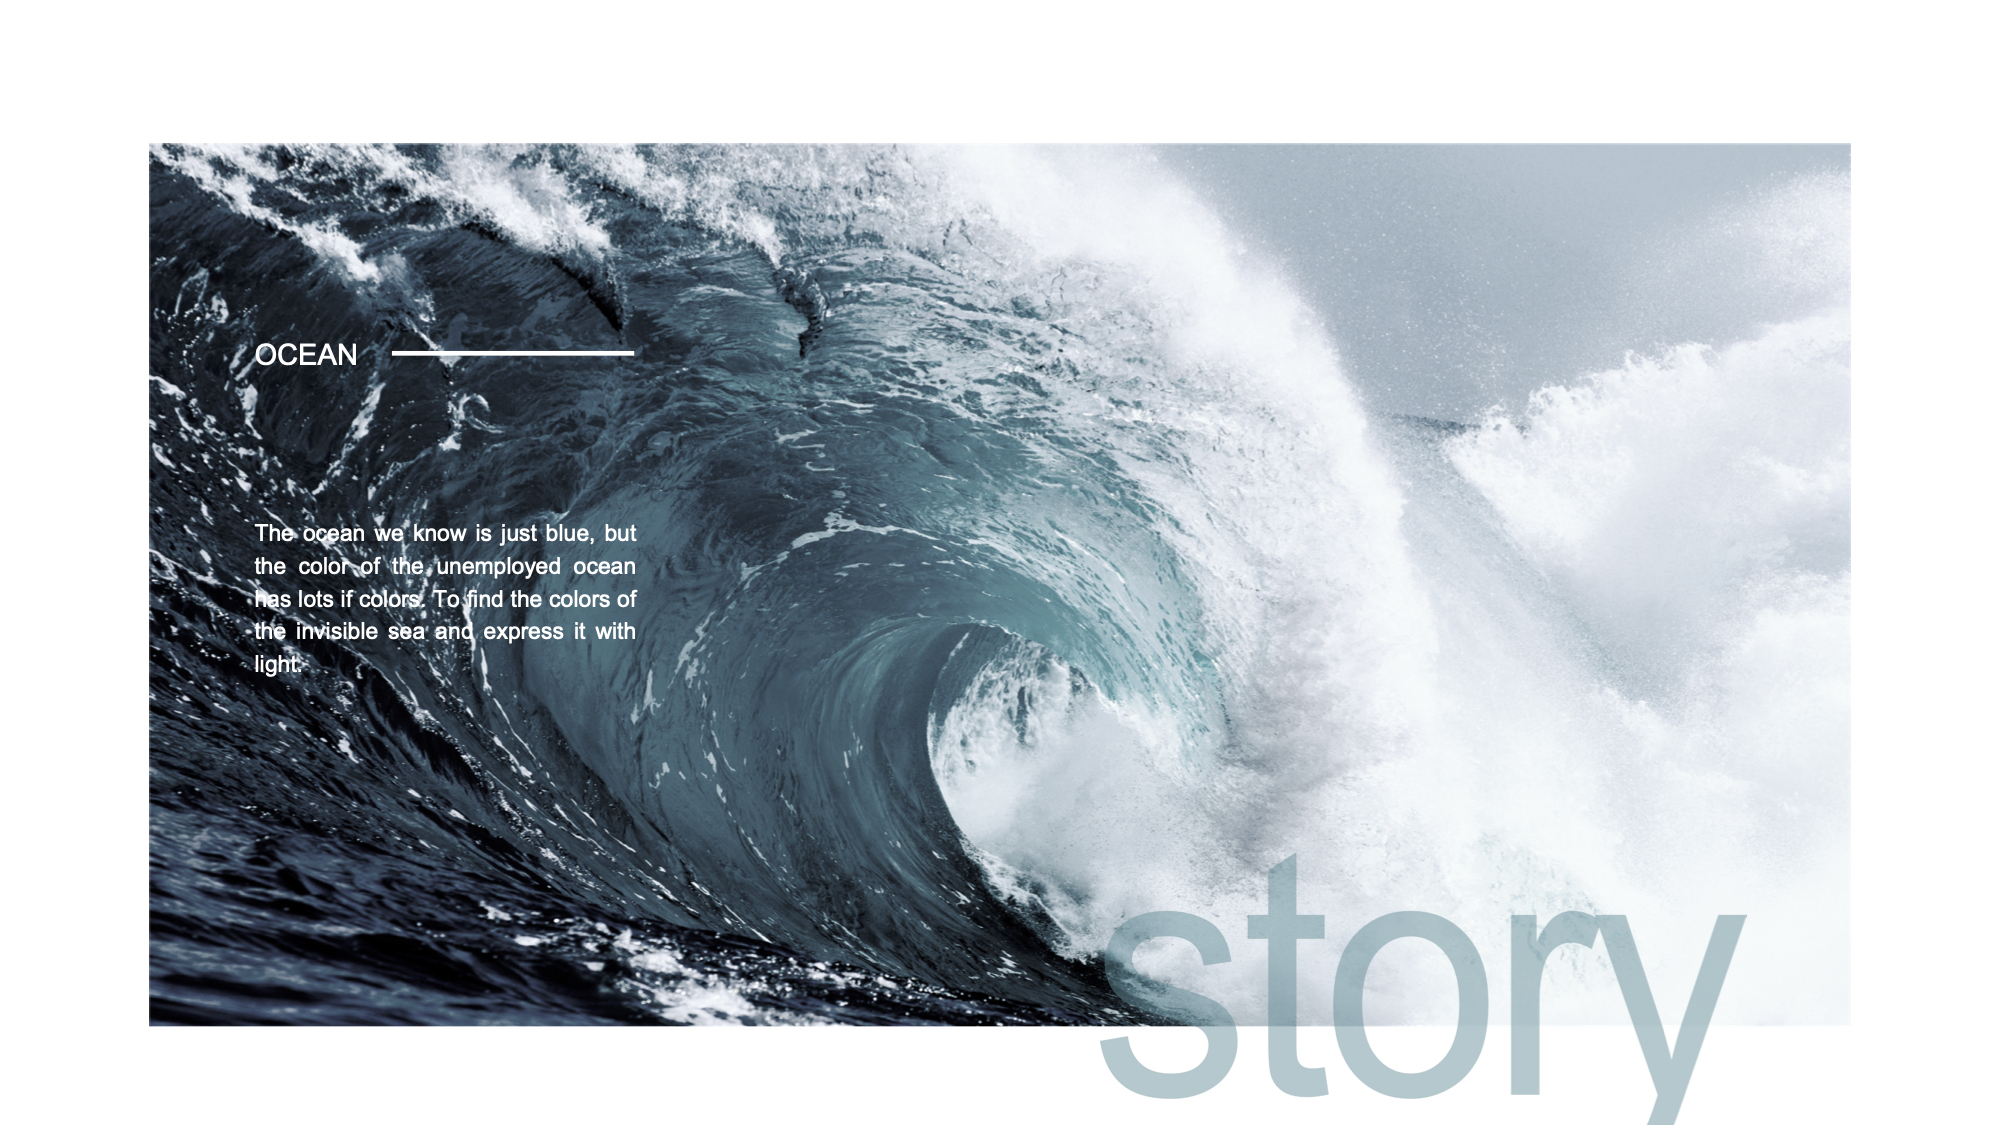 OCEAN
The ocean we know is just blue, but
the color of the unemployed ocean
has lots if colors. To find the colors of
the invisible sea and express it with
light.
story